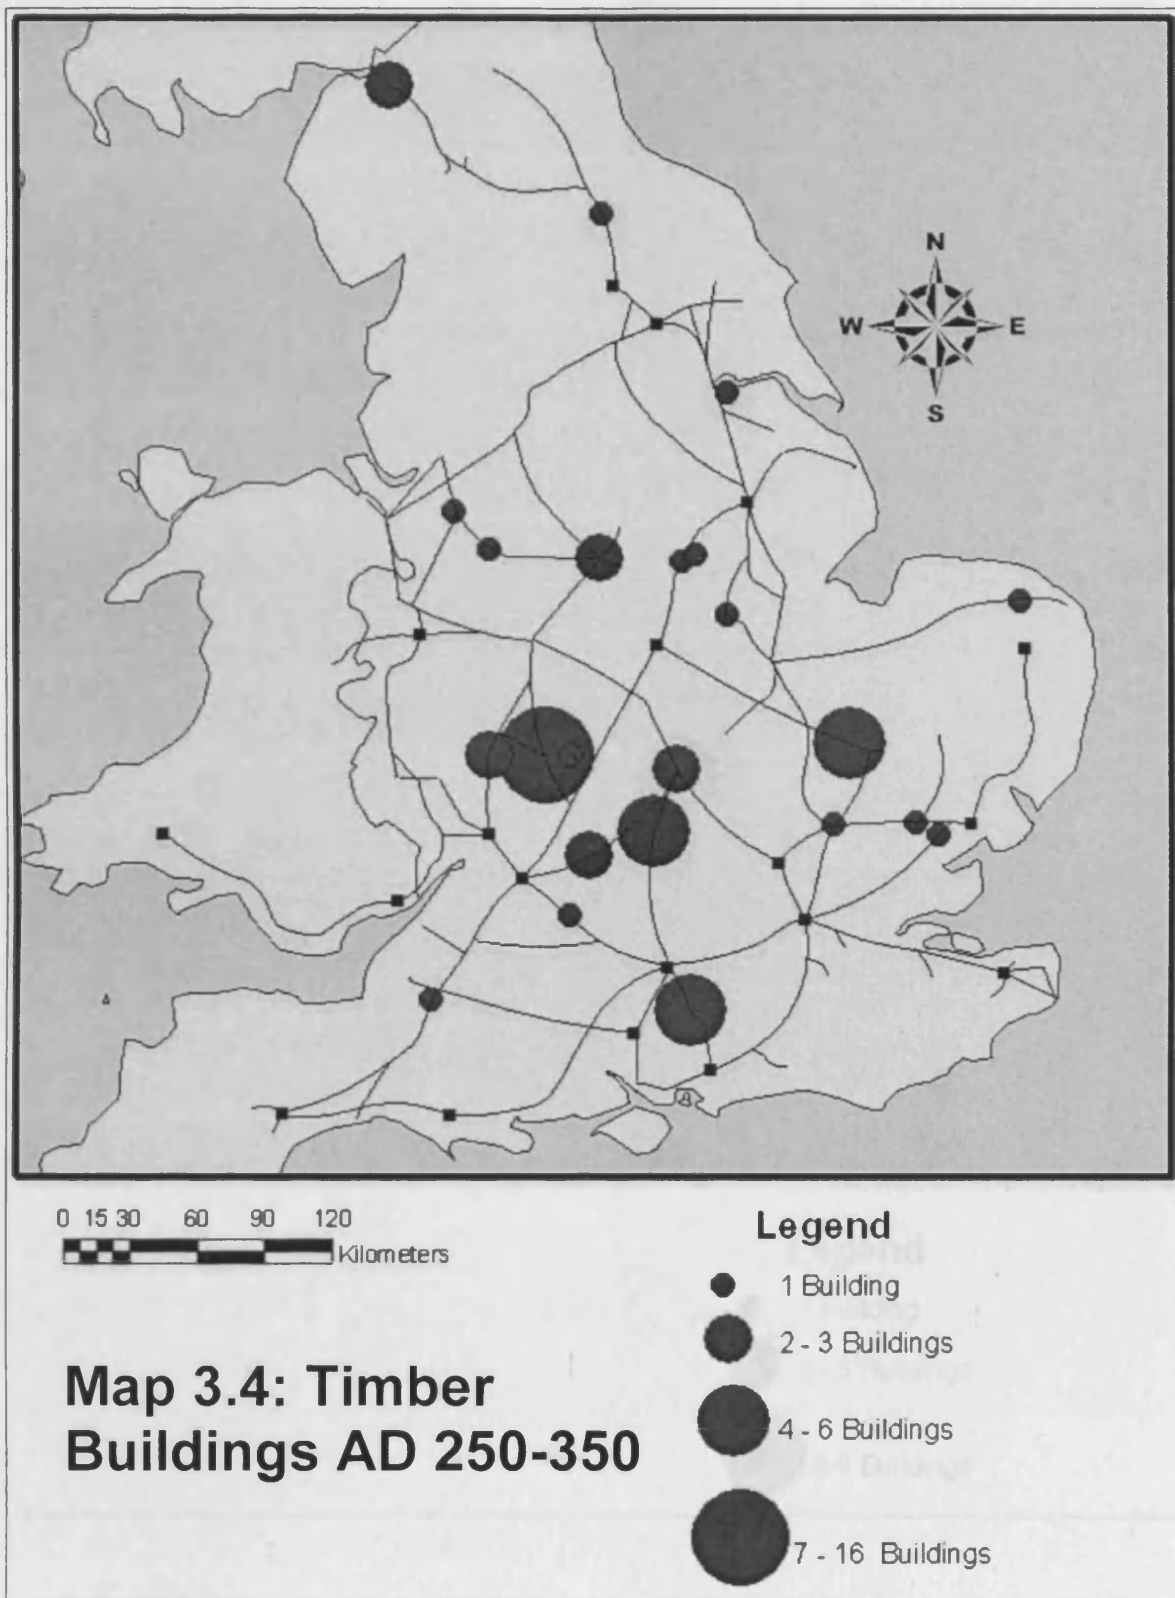 N
W E
S
0 15 30 60 90 120
Kilometers
Map 3.4: Timber
Buildings AD 250-350
Legend
1 Building
2 - 3 Buildings
4 - 6 Buildings
7 - 16 Buildings